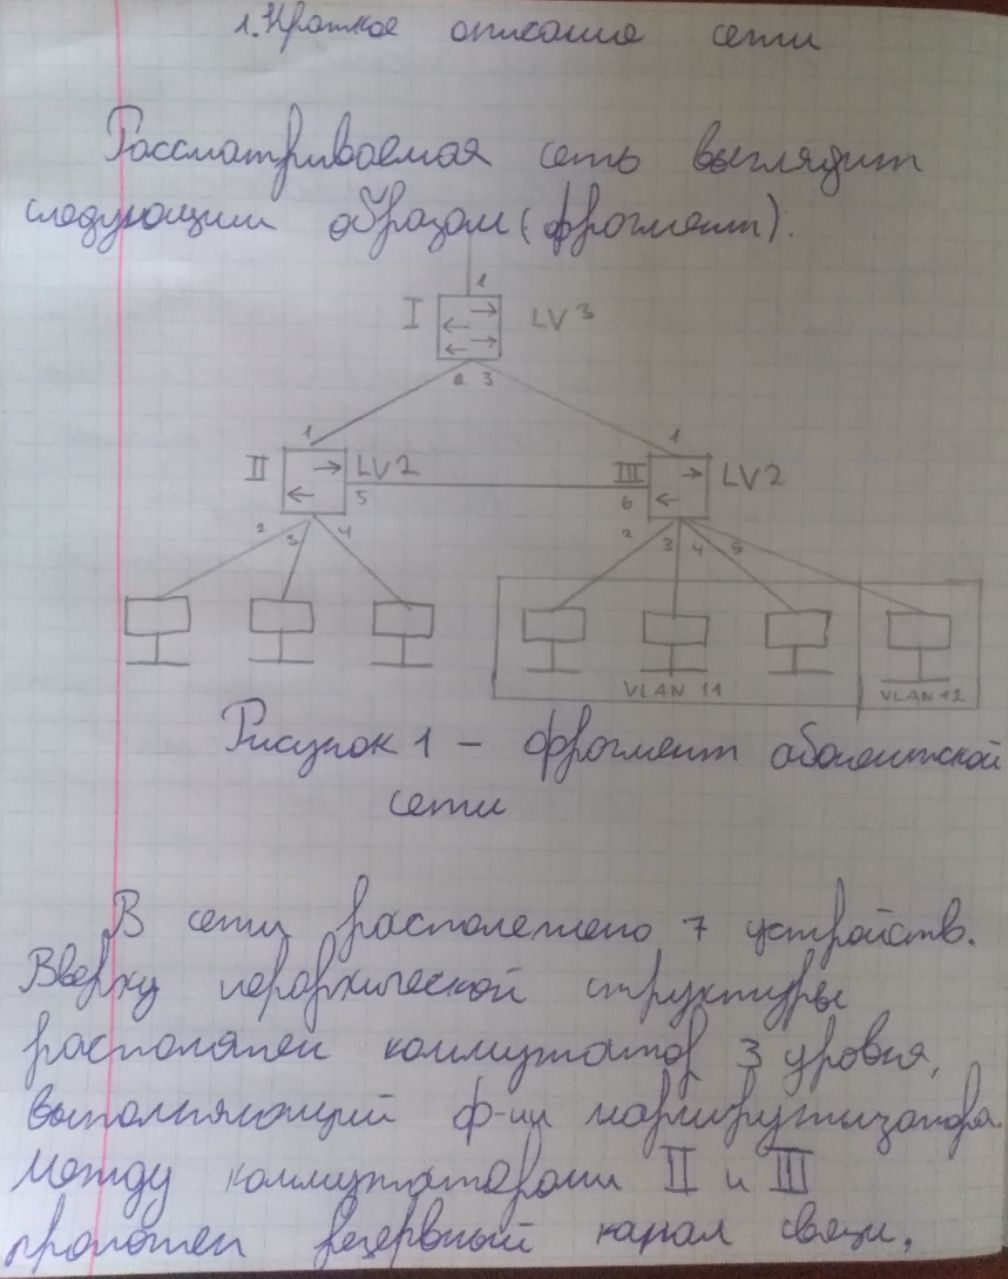 1. Краткое описание сети
Рассматриваемая сеть выглядит
следующим образом (фрагмент):
1
I LV3
2 3
1 1
II LV2 III LV2
5 6
2 3 4 2 3 4 5
VLAN 11 VLAN 12
Рисунок 1 – фрагмент абонентской
сети
В сети расположено 7 устройств.
Вверху иерархической структуры
расположен коммутатор 3 уровня,
выполняющий ф-ии маршрутизатора.
Между коммутаторами II и III
проложен резервный канал связи,